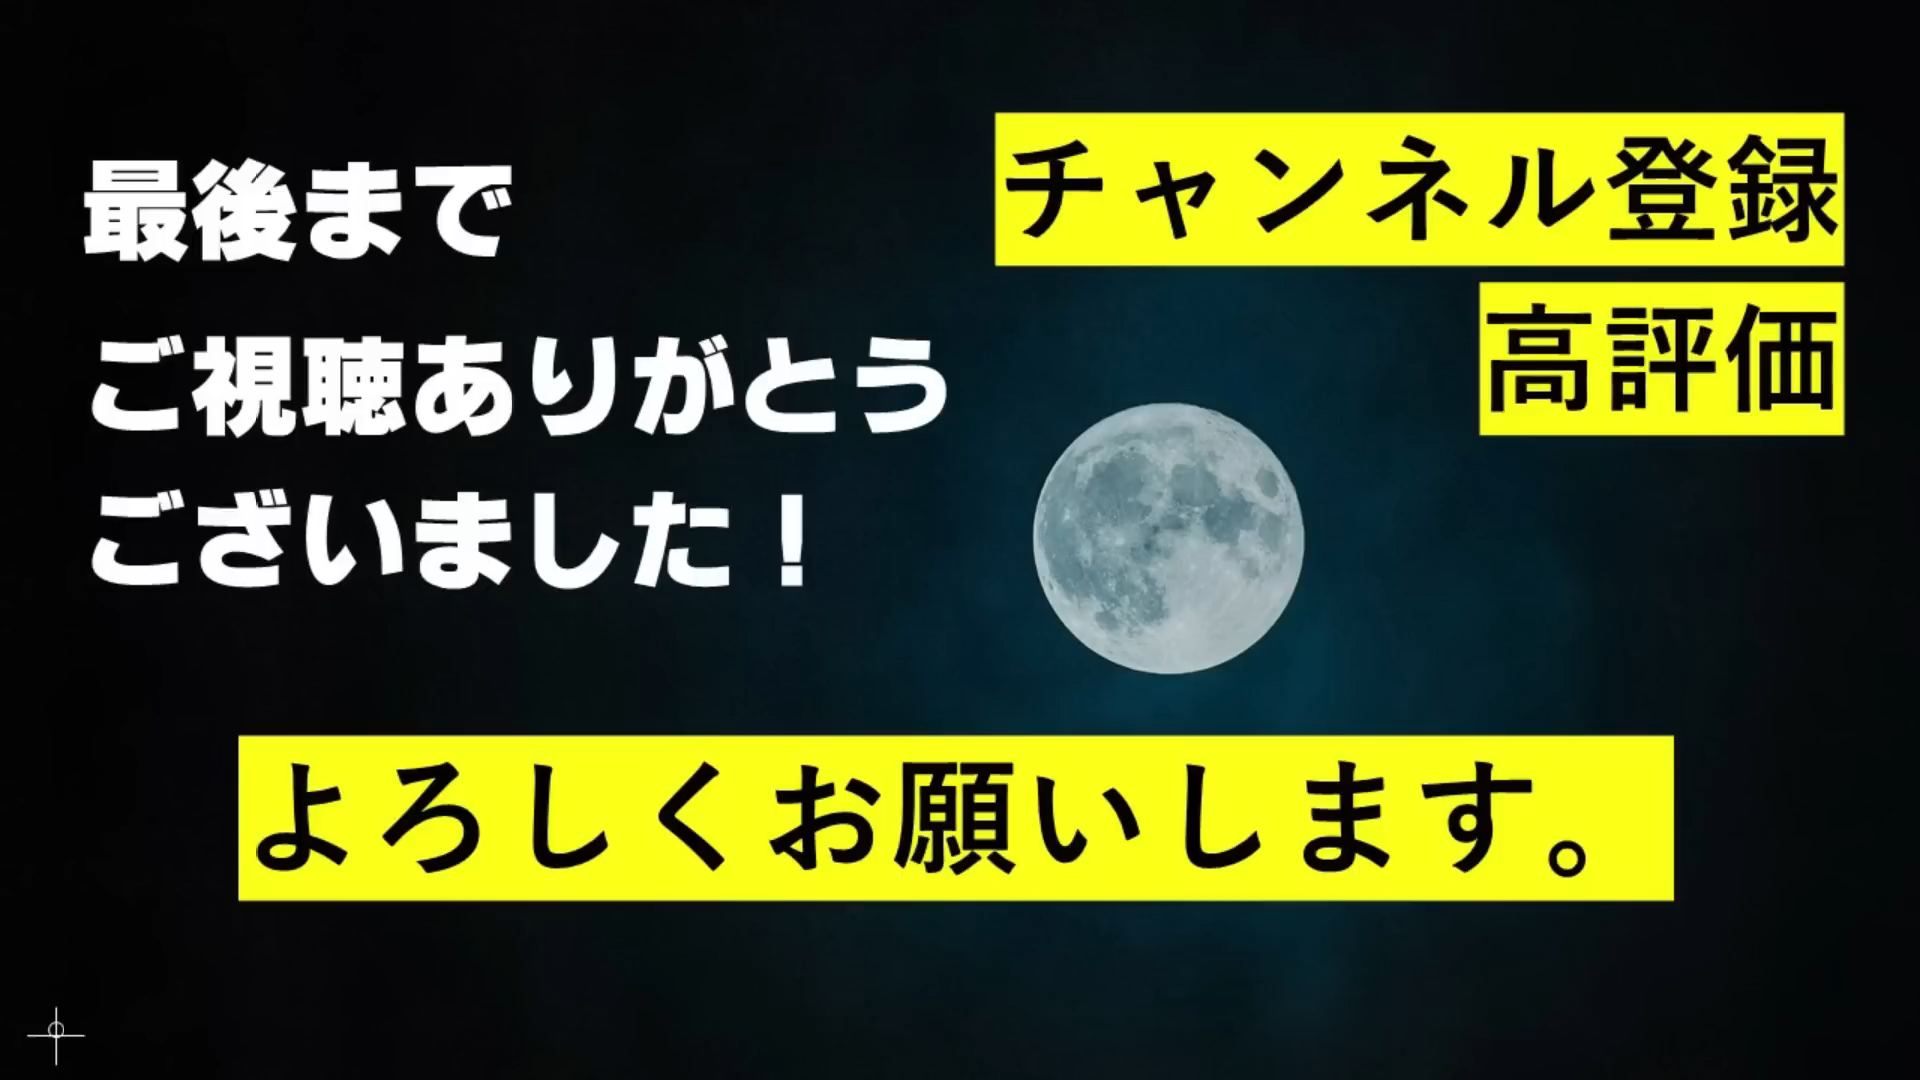 最後まで
ご視聴ありがとう
ございました！
チャンネル登録
高評価
よろしくお願いします。